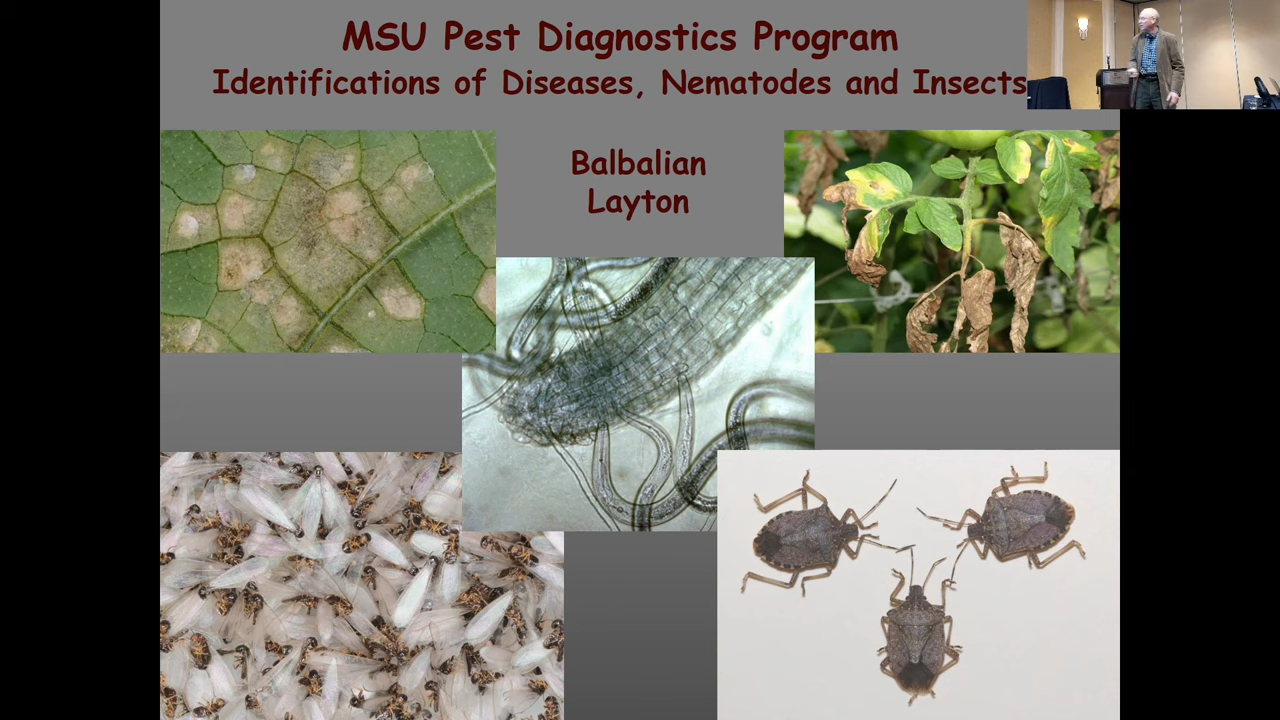 MSU Pest Diagnostics Program
Identifications of Diseases, Nematodes and Insects
Balbalian
Layton